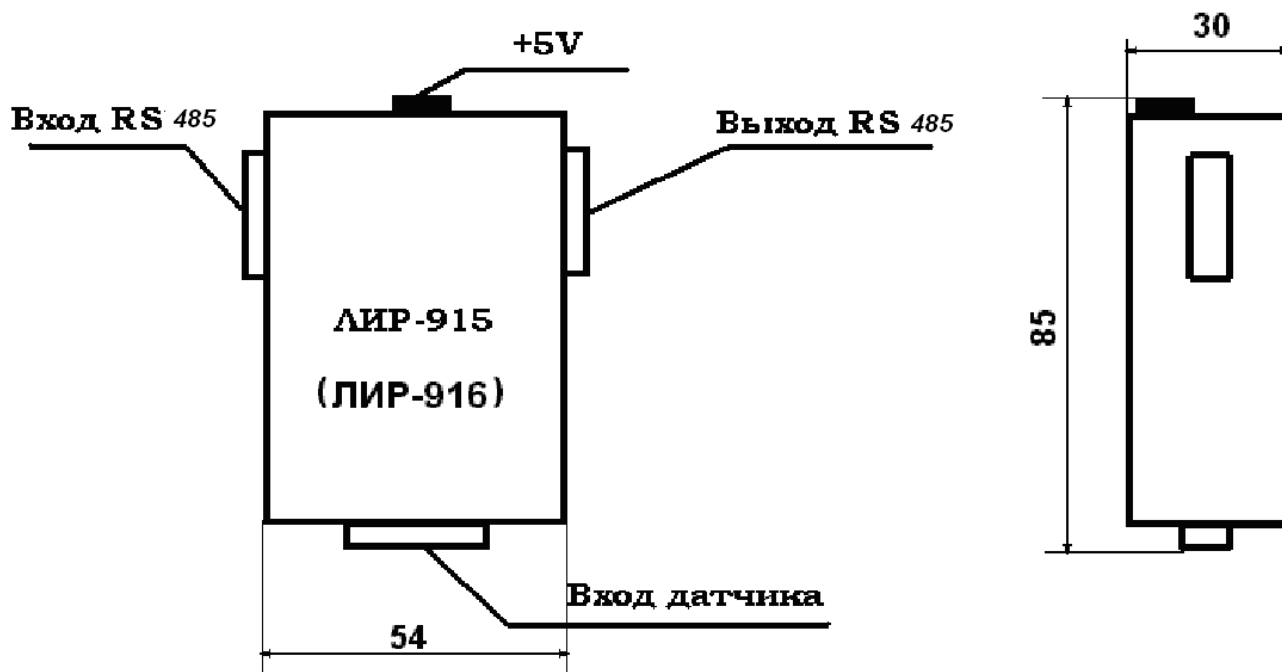 +5V
30
Вход RS 485
Выход RS 485
ЛИР-915
(ЛИР-916)
85
Вход датчика
54